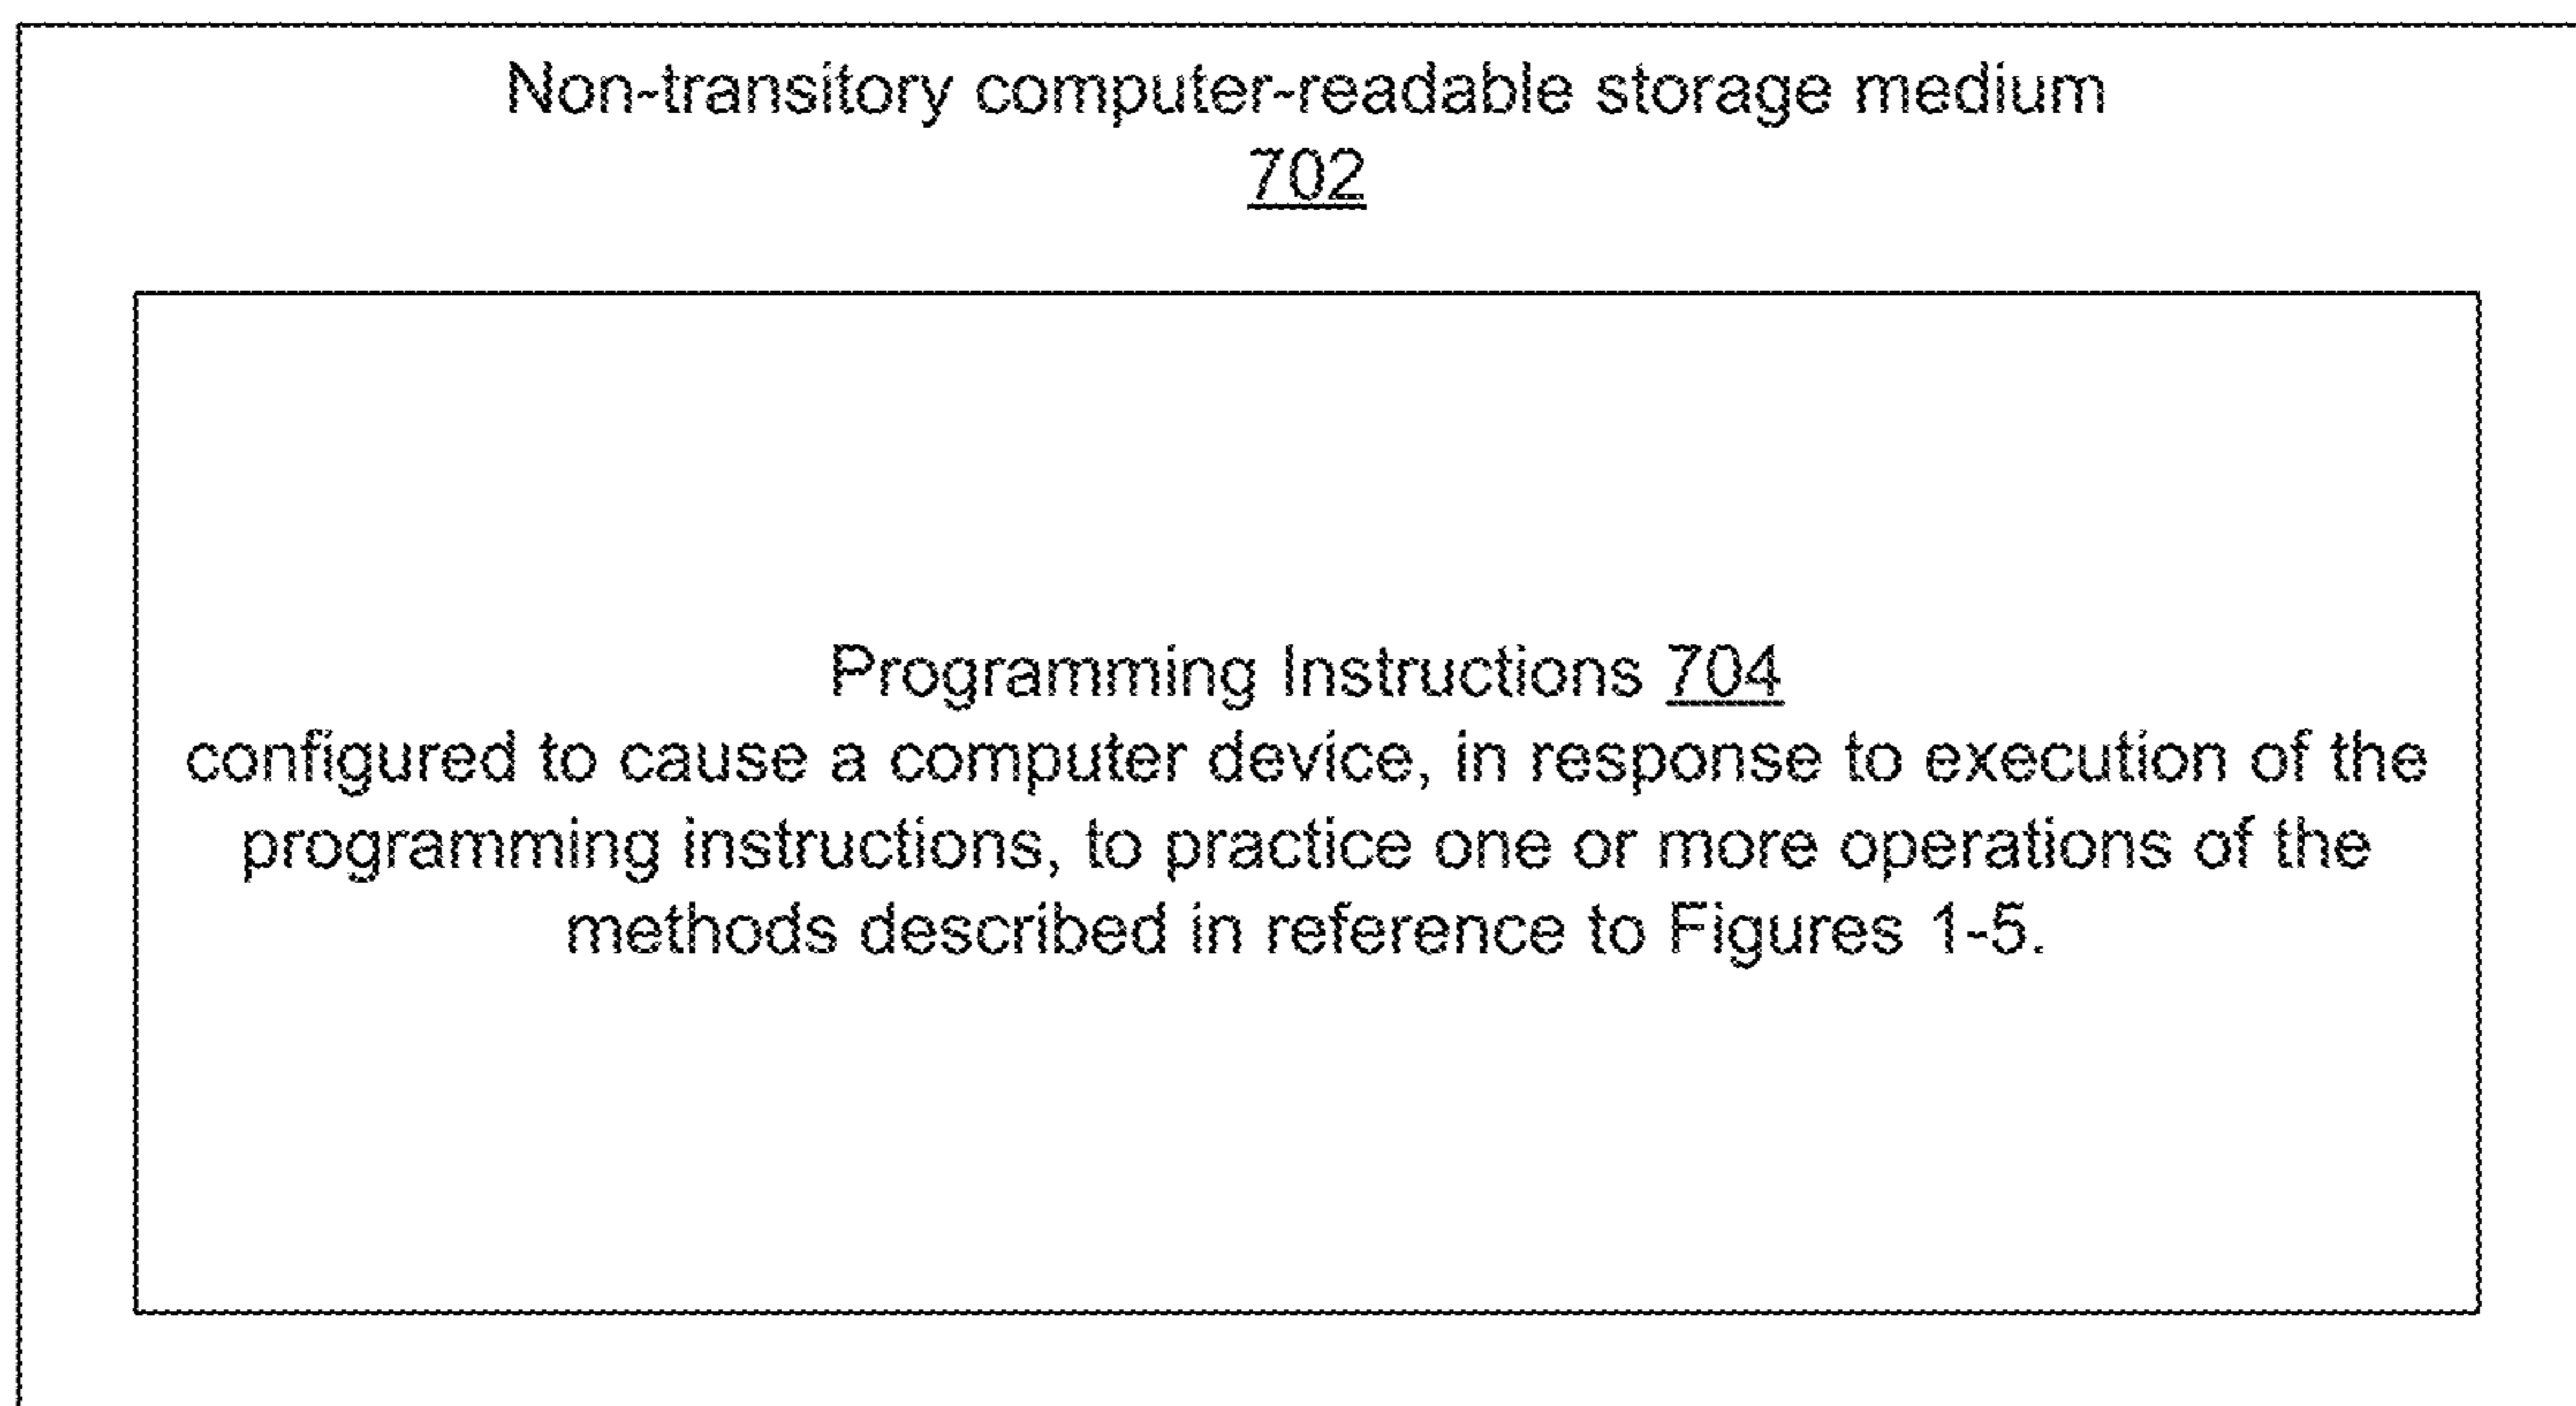 Non-transitory computer-readable storage medium
702
Programming Instructions 704
configured to cause a computer device, in response to execution of the
programming instructions, to practice one or more operations of the
methods described in reference to Figures 1-5.